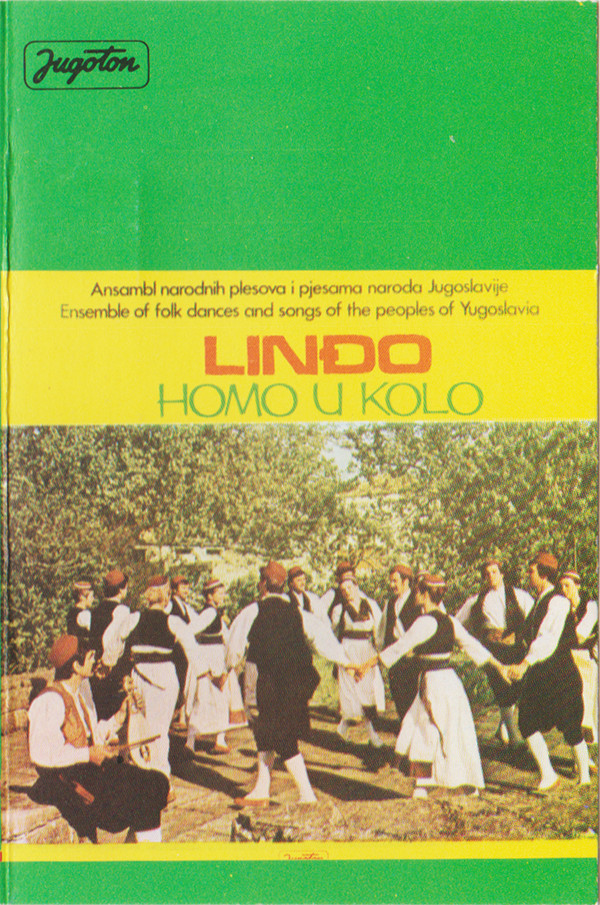 Jugoton
Ansambl narodnih plesova i pjesama naroda Jugoslavije
Ensemble of folk dances and songs of the peoples of Yugoslavia
LINĐO
HOMO U KOLO
Jugoton